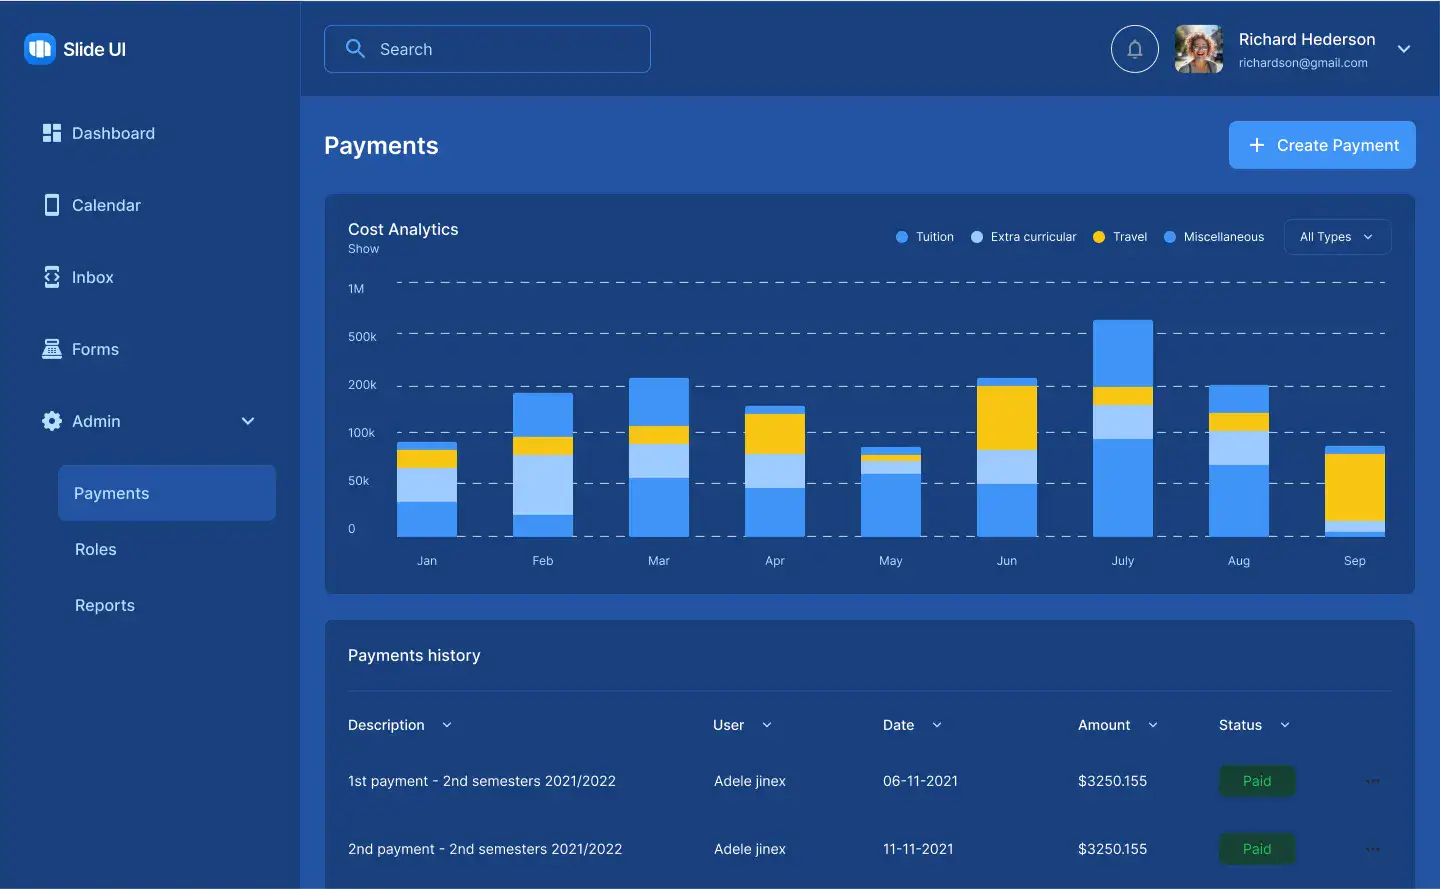 Slide UI
Search
Richard Hederson
richardson@gmail.com
Dashboard
Calendar
Inbox
Forms
Admin
Payments
Roles
Reports
Payments
Create Payment
Cost Analytics
Show
Tuition
Extra curricular
Travel
Miscellaneous
All Types
1M
500k
200k
100k
50k
0
Jan
Feb
Mar
Apr
May
Jun
July
Aug
Sep
Payments history
Description User Date Amount Status
1st payment - 2nd semesters 2021/2022 Adele jinex 06-11-2021 $3250.155 Paid
2nd payment - 2nd semesters 2021/2022 Adele jinex 11-11-2021 $3250.155 Paid